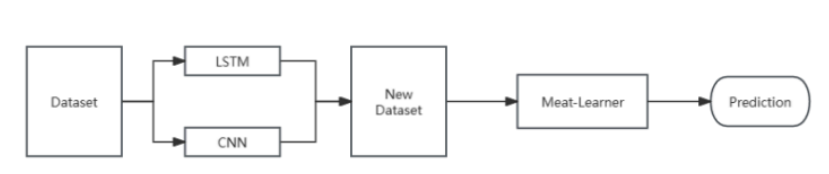 Dataset
LSTM
CNN
New
Dataset
Meat-Learner
Prediction